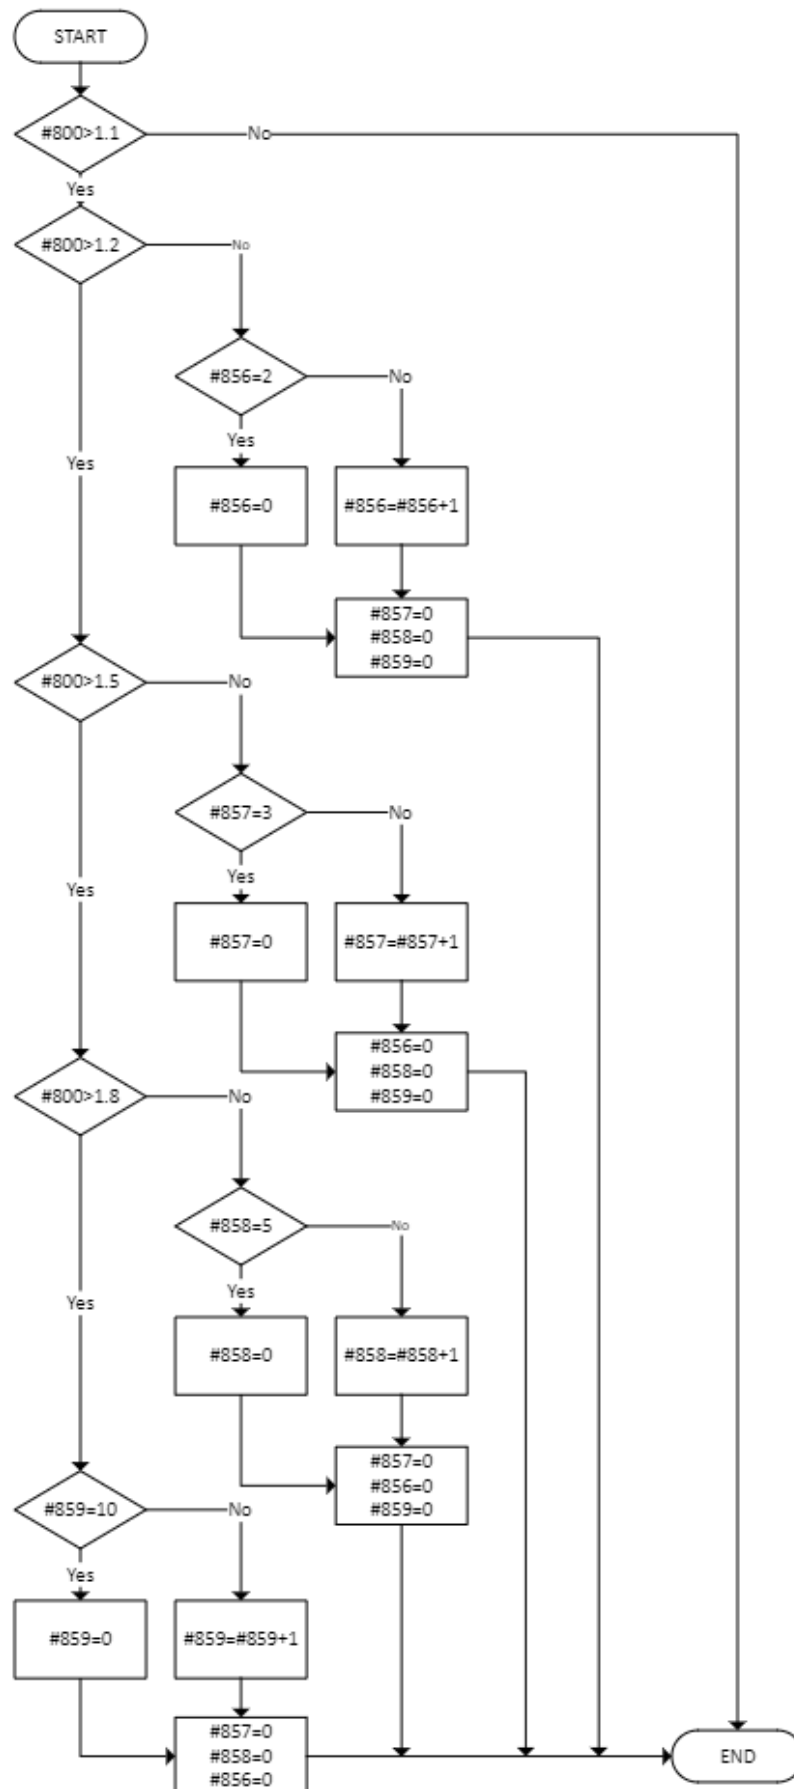 START
#800>1.1
No
Yes
#800>1.2
No
#856=2
No
Yes
Yes
#856=0
#856=#856+1
#857=0
#858=0
#859=0
#800>1.5
No
#857=3
No
Yes
Yes
#857=0
#857=#857+1
#856=0
#858=0
#859=0
#800>1.8
No
#858=5
No
Yes
Yes
#858=0
#858=#858+1
#857=0
#856=0
#859=0
#859=10
No
Yes
#859=0
#859=#859+1
#857=0
#858=0
#856=0
END